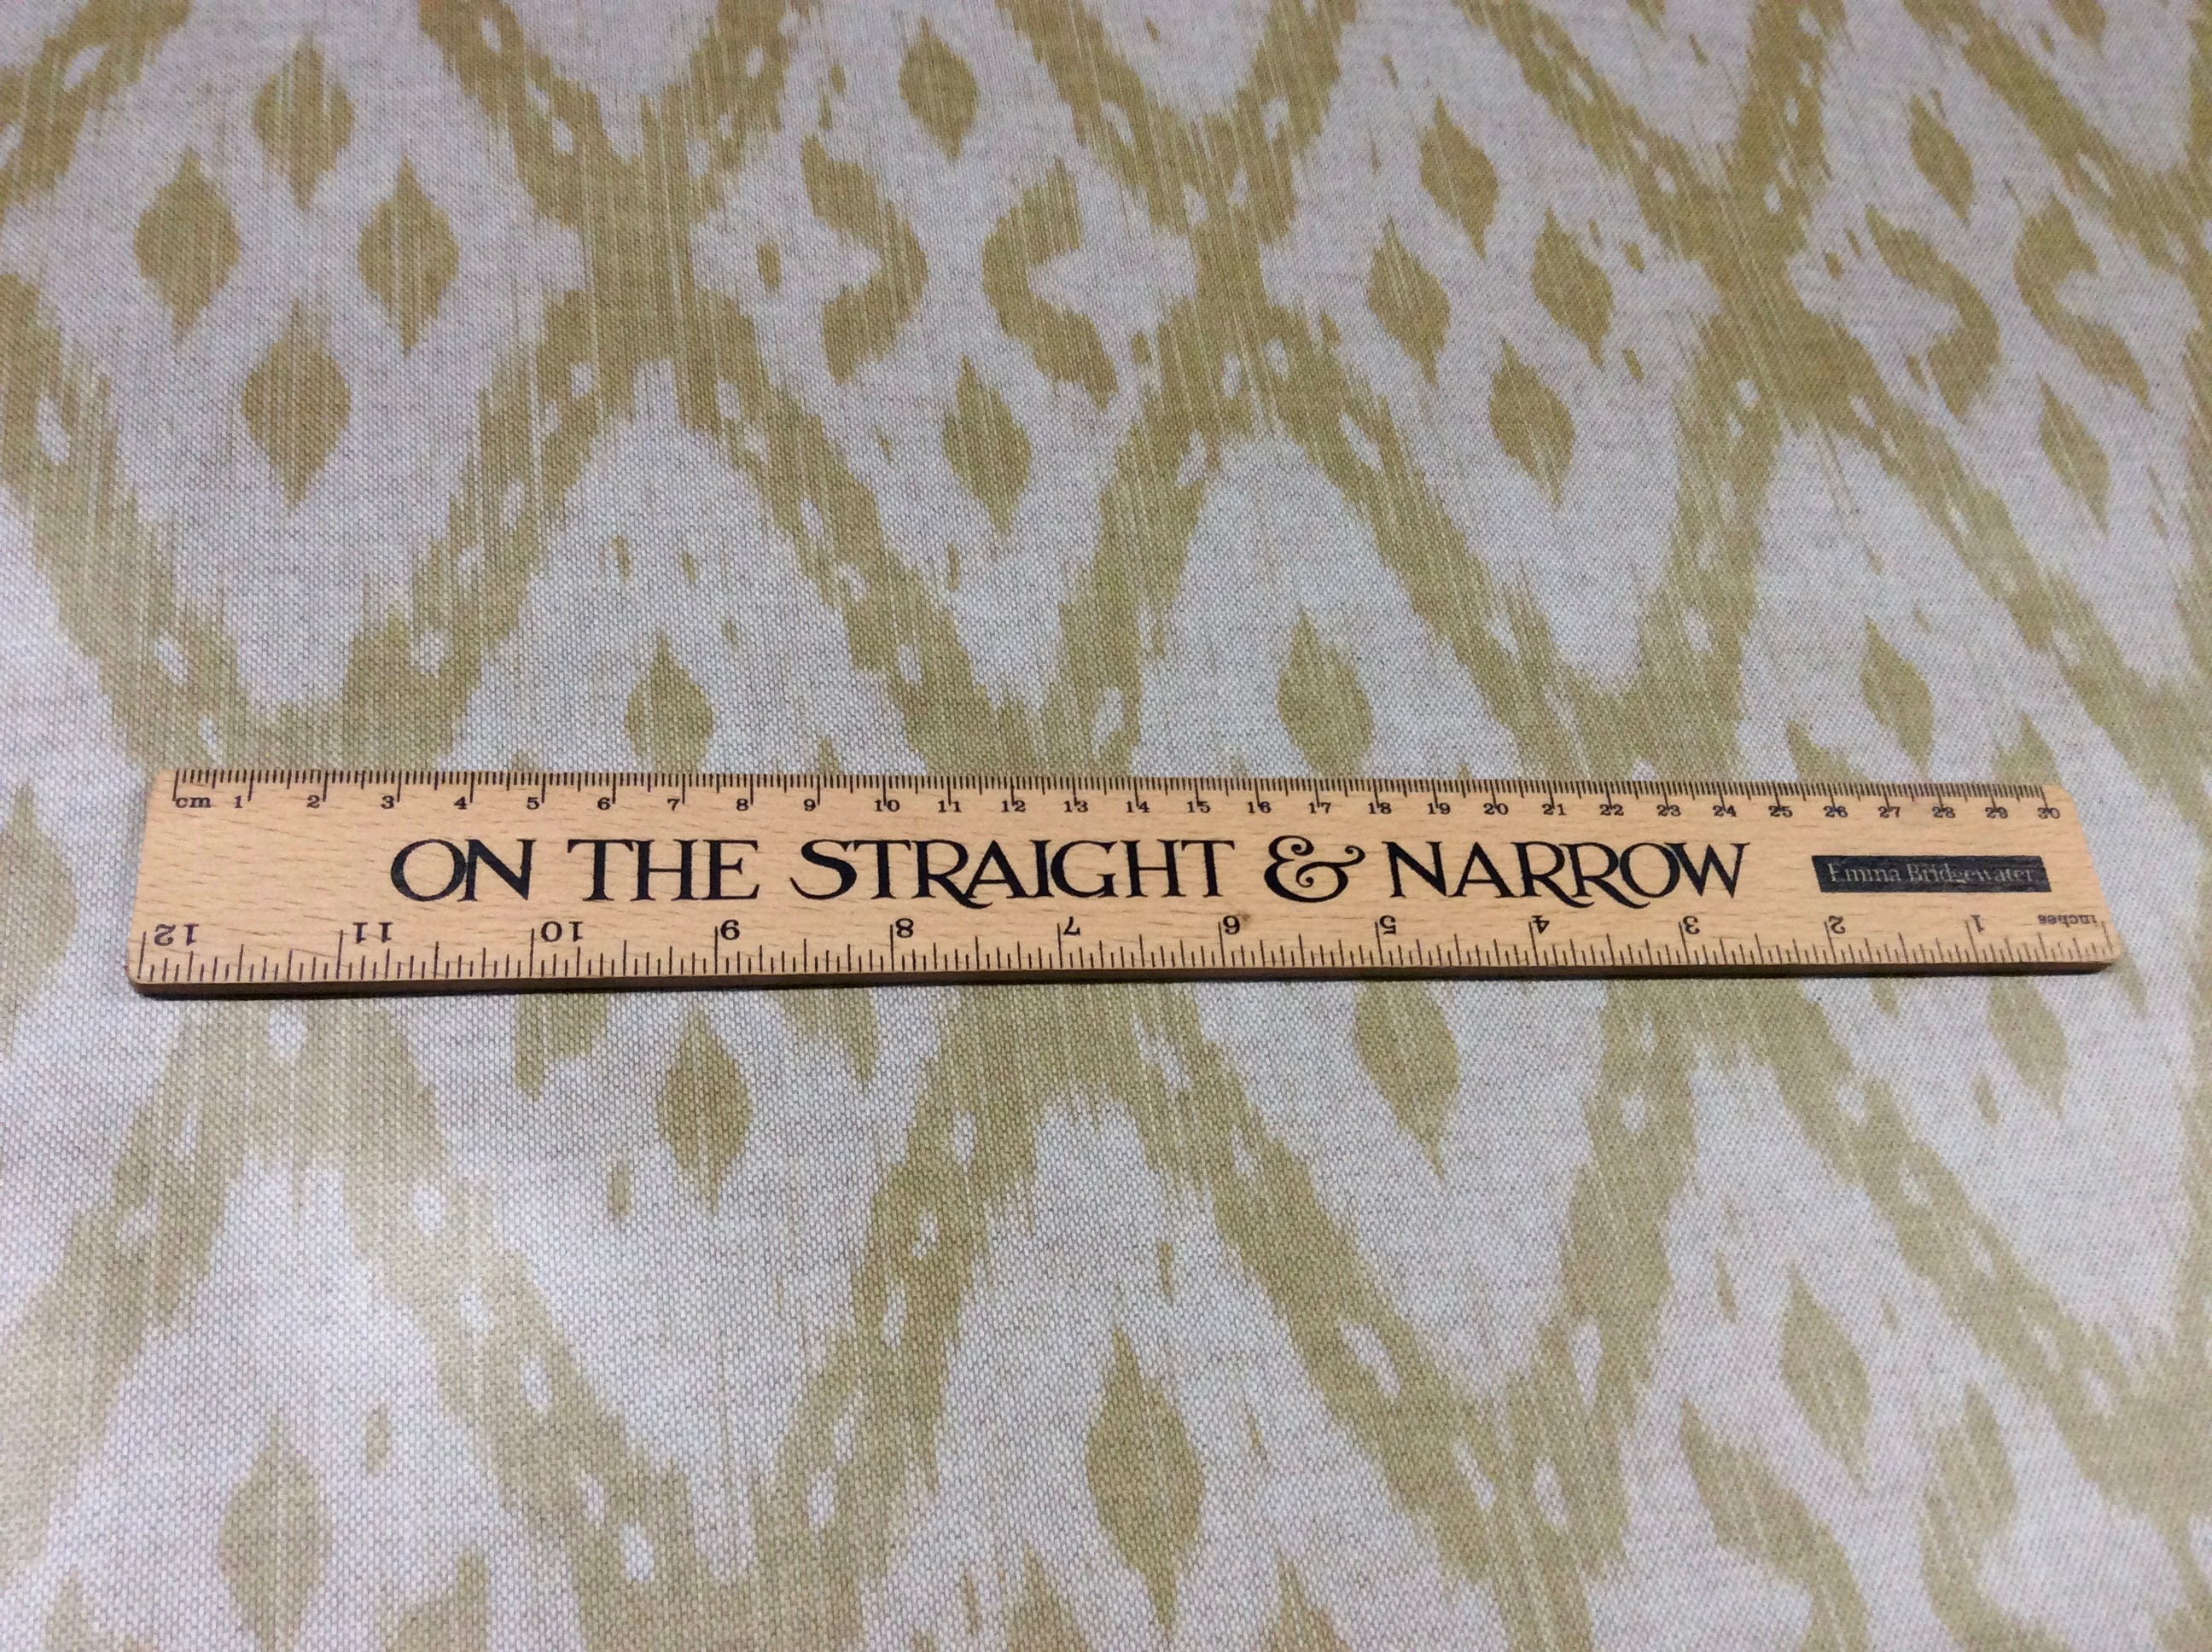 cm 1 2 3 4 5 6 7 8 9 10 11 12 13 14 15 16 17 18 19 20 21 22 23 24 25 26 27 28 29 30
ON THE STRAIGHT & NARROW
Emma Bridgewater
inches 1 2 3 4 5 6 7 8 9 10 11 12